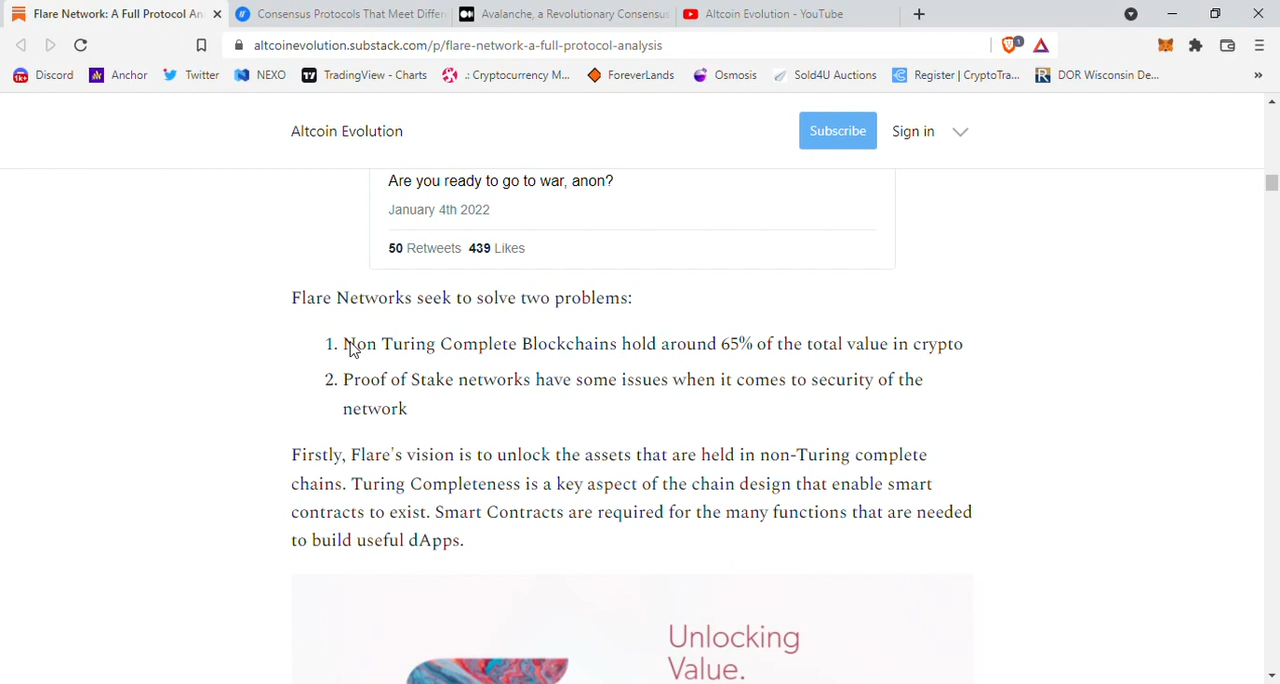 Flare Network: A Full Protocol An
Consensus Protocols That Meet Differ
Avalanche, a Revolutionary Consensus
Altcoin Evolution - YouTube
altcoinevolution.substack.com/p/flare-network-a-full-protocol-analysis
Discord
Anchor
Twitter
NEXO
TradingView - Charts
.: Cryptocurrency M...
ForeverLands
Osmosis
Sold4U Auctions
Register | CryptoTra...
DOR Wisconsin De...
Altcoin Evolution
Subscribe
Sign in
Are you ready to go to war, anon?
January 4th 2022
50 Retweets 439 Likes
Flare Networks seek to solve two problems:
1. Non Turing Complete Blockchains hold around 65% of the total value in crypto
2. Proof of Stake networks have some issues when it comes to security of the
network
Firstly, Flare's vision is to unlock the assets that are held in non-Turing complete
chains. Turing Completeness is a key aspect of the chain design that enable smart
contracts to exist. Smart Contracts are required for the many functions that are needed
to build useful dApps.
Unlocking
Value.